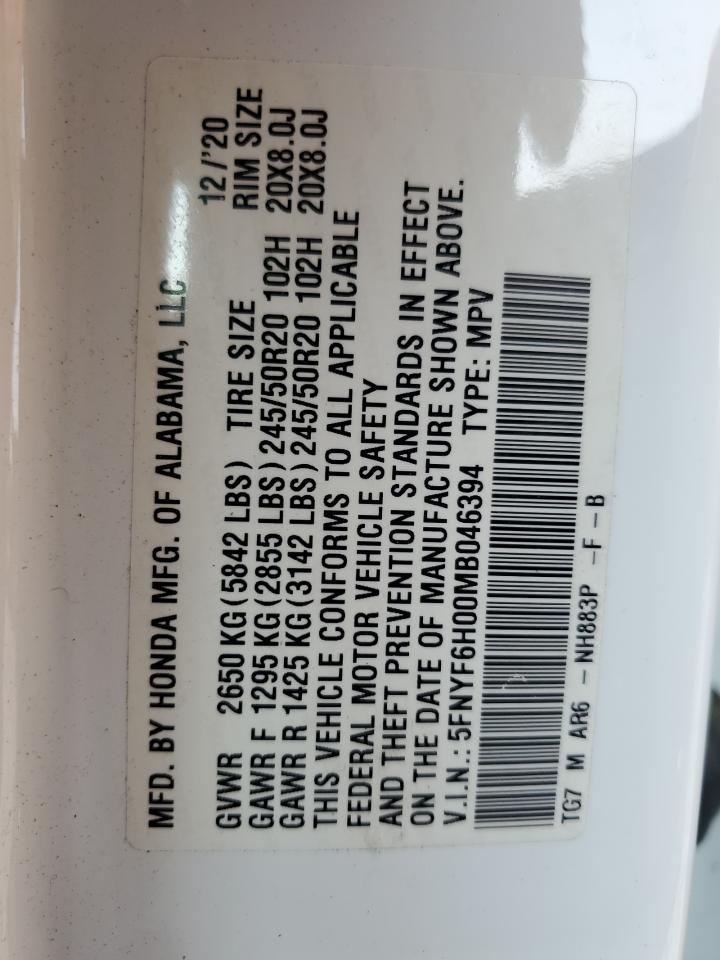 MFD. BY HONDA MFG. OF ALABAMA, LLC
12/'20
GVWR 2650 KG (5842 LBS) TIRE SIZE RIM SIZE
GAWR F 1295 KG (2855 LBS) 245/50R20 102H 20X8.0J
GAWR R 1425 KG (3142 LBS) 245/50R20 102H 20X8.0J
THIS VEHICLE CONFORMS TO ALL APPLICABLE
FEDERAL MOTOR VEHICLE SAFETY
AND THEFT PREVENTION STANDARDS IN EFFECT
ON THE DATE OF MANUFACTURE SHOWN ABOVE.
V.I.N.: 5FNYF6H00MB046394 TYPE: MPV
TG7 M AR6 - NH883P -F-B